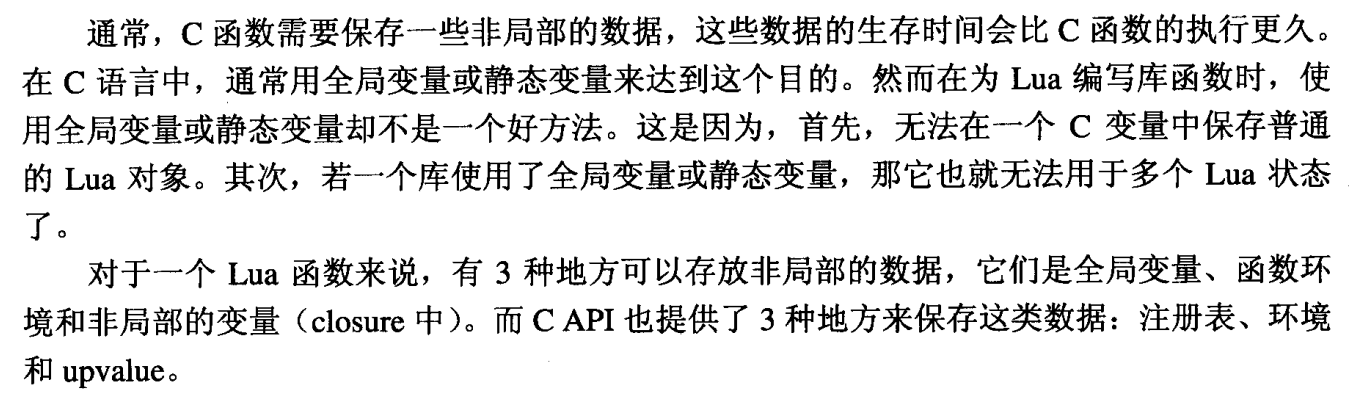 通常，C 函数需要保存一些非局部的数据，这些数据的生存时间会比 C 函数的执行更久。
在 C 语言中，通常用全局变量或静态变量来达到这个目的。然而在为 Lua 编写库函数时，使
用全局变量或静态变量却不是一个好方法。这是因为，首先，无法在一个 C 变量中保存普通
的 Lua 对象。其次，若一个库使用了全局变量或静态变量，那它也就无法用于多个 Lua 状态
了。
对于一个 Lua 函数来说，有 3 种地方可以存放非局部的数据，它们是全局变量、函数环
境和非局部的变量（closure 中）。而 C API 也提供了 3 种地方来保存这类数据：注册表、环境
和 upvalue。